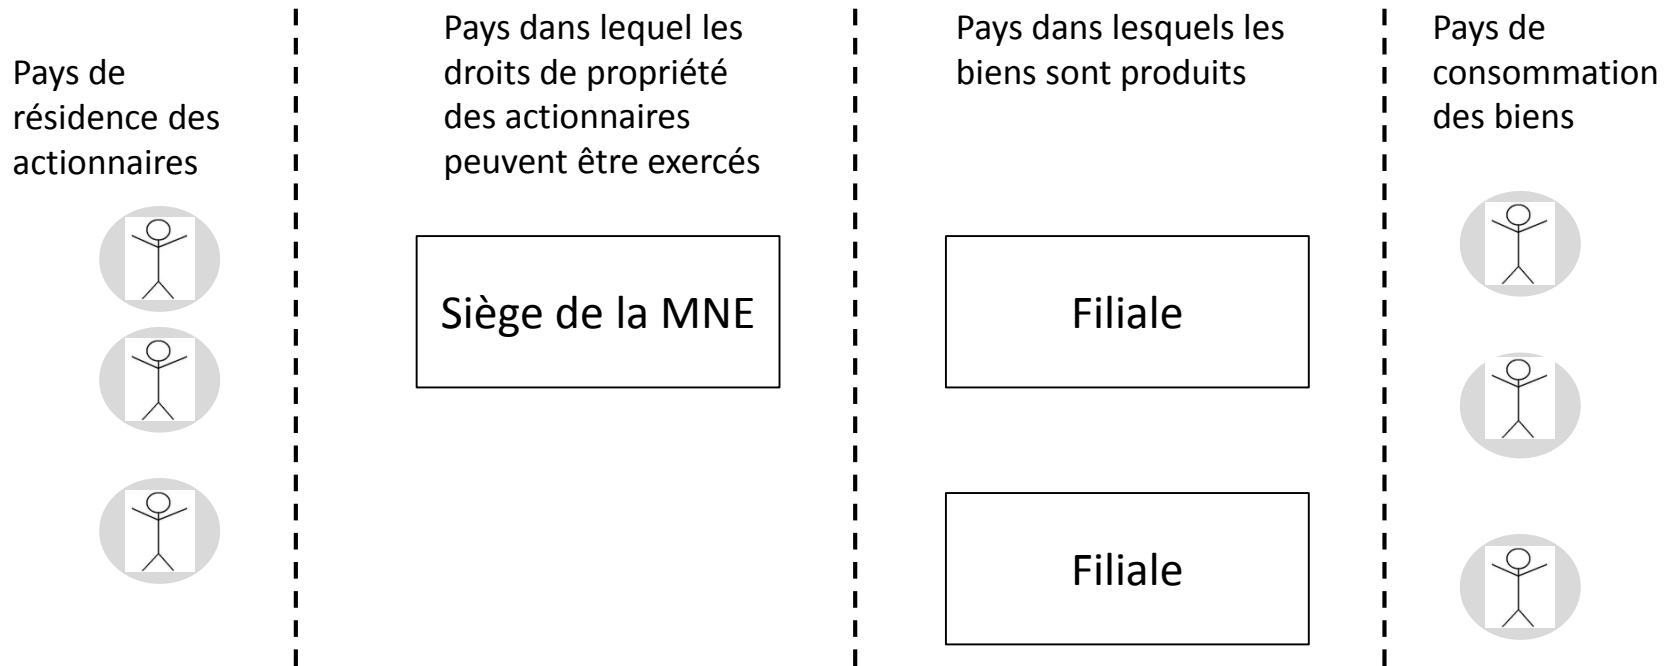 Pays de
résidence des
actionnaires
Pays dans lequel les
droits de propriété
des actionnaires
peuvent être exercés
Pays dans lesquels les
biens sont produits
Pays de
consommation
des biens
Siège de la MNE
Filiale
Filiale